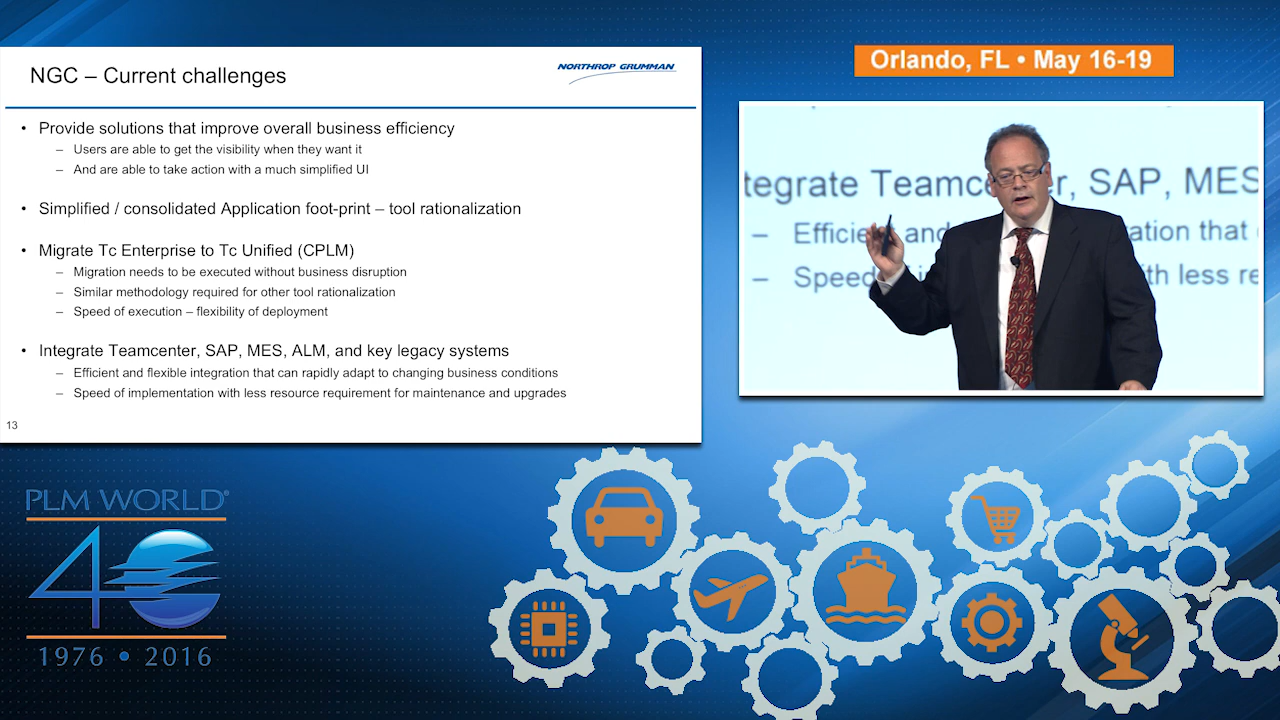 NGC – Current challenges
NORTHROP GRUMMAN
• Provide solutions that improve overall business efficiency
– Users are able to get the visibility when they want it
– And are able to take action with a much simplified UI
• Simplified / consolidated Application foot-print – tool rationalization
• Migrate Tc Enterprise to Tc Unified (CPLM)
– Migration needs to be executed without business disruption
– Similar methodology required for other tool rationalization
– Speed of execution – flexibility of deployment
• Integrate Teamcenter, SAP, MES, ALM, and key legacy systems
– Efficient and flexible integration that can rapidly adapt to changing business conditions
– Speed of implementation with less resource requirement for maintenance and upgrades
13
Orlando, FL • May 16-19
tegrate Teamce r, SAP, MES
– Efficie and ation that
– Speed i th less re
PLM WORLD®
40
1976 • 2016